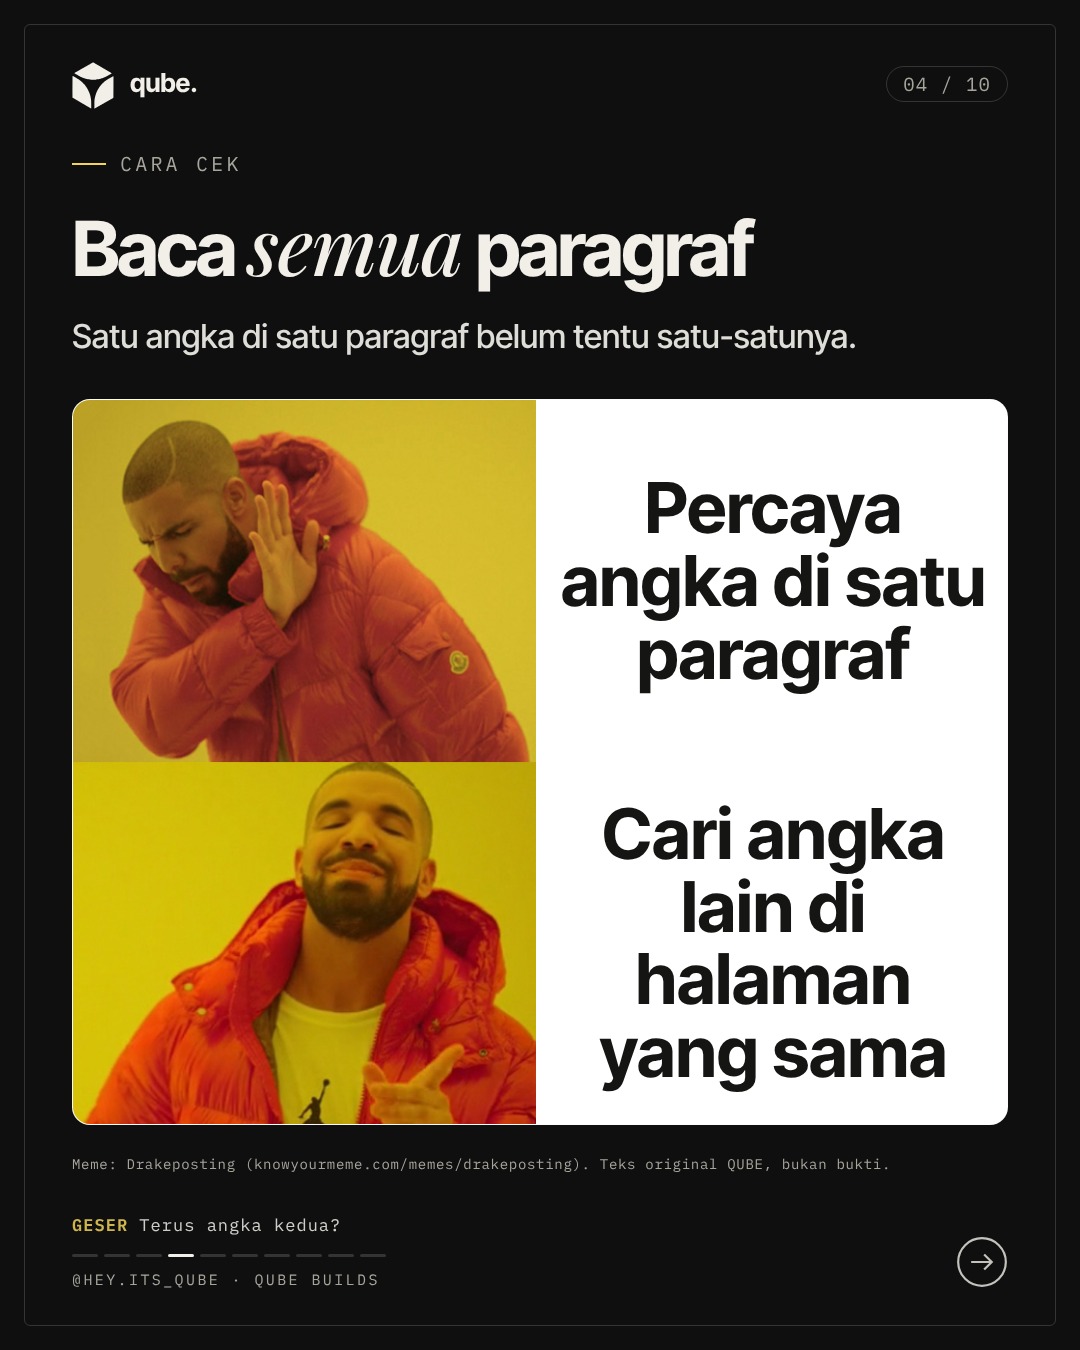 qube.
04 / 10
CARA CEK
Baca semua paragraf
Satu angka di satu paragraf belum tentu satu-satunya.
Percaya
angka di satu
paragraf
Cari angka
lain di
halaman
yang sama
Meme: Drakeposting (knowyourmeme.com/memes/drakeposting). Teks original QUBE, bukan bukti.
GESER Terus angka kedua?
@HEY.ITS_QUBE · QUBE BUILDS